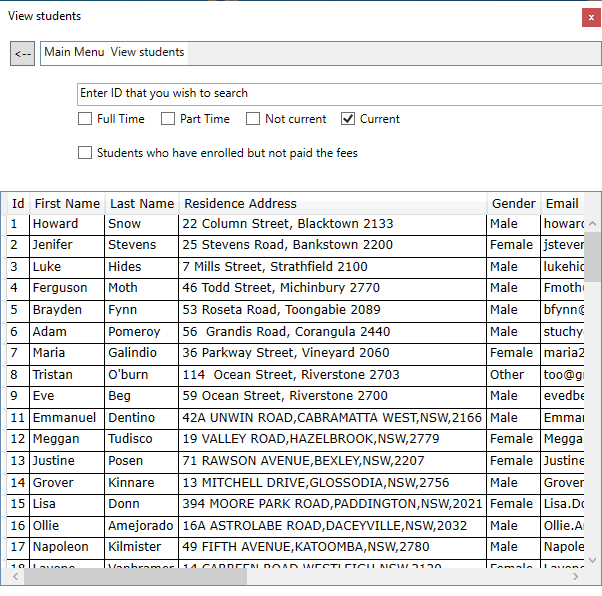 View students
x
<-- Main Menu View students
Enter ID that you wish to search
Full Time Part Time Not current Current
Students who have enrolled but not paid the fees
Id First Name Last Name Residence Address Gender Email
1 Howard Snow 22 Column Street, Blacktown 2133 Male howard
2 Jenifer Stevens 25 Stevens Road, Bankstown 2200 Female jsteven
3 Luke Hides 7 Mills Street, Strathfield 2100 Male lukehid
4 Ferguson Moth 46 Todd Street, Michinbury 2770 Male Fmoth
5 Brayden Fynn 53 Roseta Road, Toongabie 2089 Male bfynn@
6 Adam Pomeroy 56  Grandis Road, Corangula 2440 Male stuchy
7 Maria Galindio 36 Parkway Street, Vineyard 2060 Female maria2
8 Tristan O'burn 114  Ocean Street, Riverstone 2703 Other too@g
9 Eve Beg 59 Ocean Street, Riverstone 2700 Male evedbe
11 Emmanuel Dentino 42A UNWIN ROAD,CABRAMATTA WEST,NSW,2166 Male Emma
12 Meggan Tudisco 19 VALLEY ROAD,HAZELBROOK,NSW,2779 Female Megga
13 Justine Posen 71 RAWSON AVENUE,BEXLEY,NSW,2207 Female Justine
14 Grover Kinnare 13 MITCHELL DRIVE,GLOSSODIA,NSW,2756 Male Grover
15 Lisa Donn 394 MOORE PARK ROAD,PADDINGTON,NSW,2021 Female Lisa.Do
16 Ollie Amejorado 16A ASTROLABE ROAD,DACEYVILLE,NSW,2032 Male Ollie.A
17 Napoleon Kilmister 49 FIFTH AVENUE,KATOOMBA,NSW,2780 Male Napole